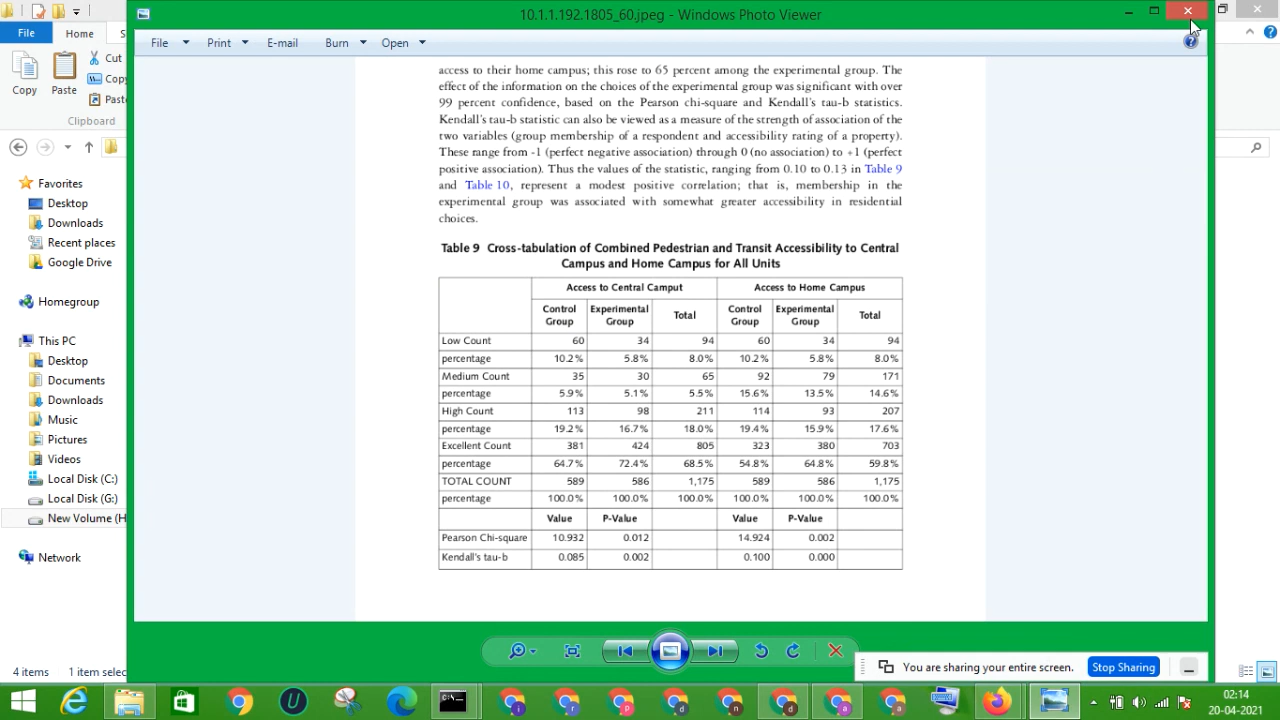 10.1.1.192.1805_60.jpeg - Windows Photo Viewer
File Home S
File Print E-mail Burn Open
Copy Paste Cut
Copy
Paste
Clipboard
Favorites
Desktop
Downloads
Recent places
Google Drive
Homegroup
This PC
Desktop
Documents
Downloads
Music
Pictures
Videos
Local Disk (C:)
Local Disk (G:)
New Volume (H
Network
4 items 1 item selec
access to their home campus; this rose to 65 percent among the experimental group. The
effect of the information on the choices of the experimental group was significant with over
99 percent confidence, based on the Pearson chi-square and Kendall's tau-b statistics.
Kendall's tau-b statistic can also be viewed as a measure of the strength of association of the
two variables (group membership of a respondent and accessibility rating of a property).
These range from -1 (perfect negative association) through 0 (no association) to +1 (perfect
positive association). Thus the values of the statistic, ranging from 0.10 to 0.13 in Table 9
and Table 10, represent a modest positive correlation; that is, membership in the
experimental group was associated with somewhat greater accessibility in residential
choices.
Table 9 Cross-tabulation of Combined Pedestrian and Transit Accessibility to Central
Campus and Home Campus for All Units
Access to Central Camput Access to Home Campus
Control Group Experimental Group Total Control Group Experimental Group Total
Low Count 60 34 94 60 34 94
percentage 10.2% 5.8% 8.0% 10.2% 5.8% 8.0%
Medium Count 35 30 65 92 79 171
percentage 5.9% 5.1% 5.5% 15.6% 13.5% 14.6%
High Count 113 98 211 114 93 207
percentage 19.2% 16.7% 18.0% 19.4% 15.9% 17.6%
Excellent Count 381 424 805 323 380 703
percentage 64.7% 72.4% 68.5% 54.8% 64.8% 59.8%
TOTAL COUNT 589 586 1,175 589 586 1,175
percentage 100.0% 100.0% 100.0% 100.0% 100.0% 100.0%
Value P-Value Value P-Value
Pearson Chi-square 10.932 0.012 14.924 0.002
Kendall's tau-b 0.085 0.002 0.100 0.000
You are sharing your entire screen. Stop Sharing
02:14
20-04-2021